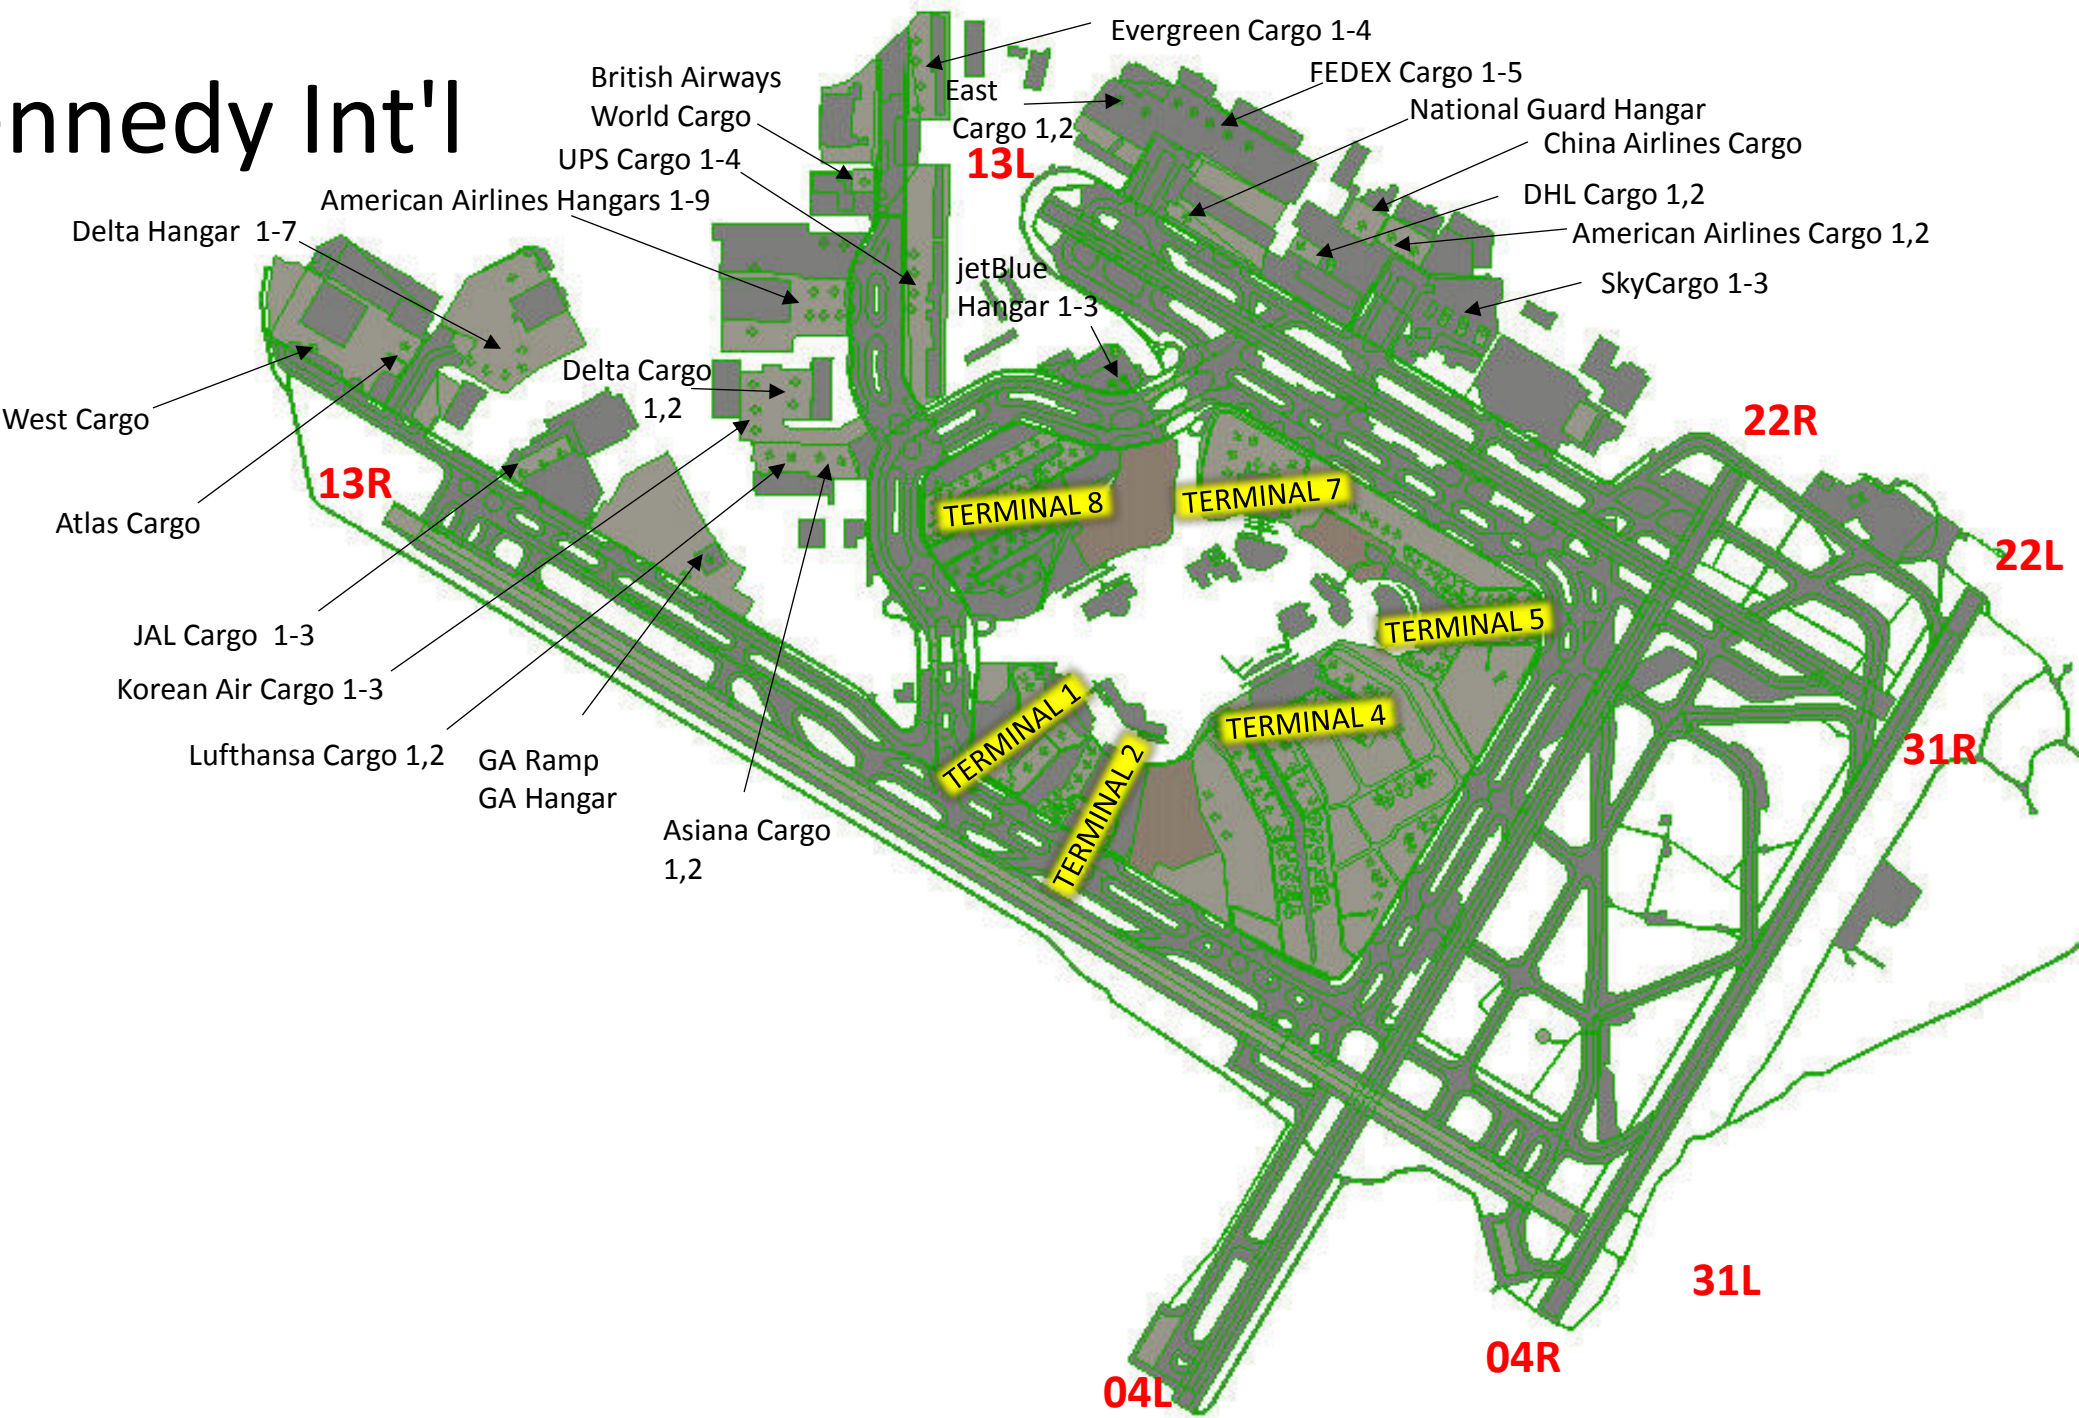 nnedy Int'l
Evergreen Cargo 1-4
British Airways
World Cargo
East
Cargo 1,2
FEDEX Cargo 1-5
National Guard Hangar
China Airlines Cargo
UPS Cargo 1-4
13L
DHL Cargo 1,2
American Airlines Hangars 1-9
American Airlines Cargo 1,2
Delta Hangar 1-7
jetBlue
Hangar 1-3
SkyCargo 1-3
Delta Cargo
1,2
West Cargo
22R
13R
TERMINAL 8
TERMINAL 7
Atlas Cargo
22L
JAL Cargo 1-3
TERMINAL 5
Korean Air Cargo 1-3
TERMINAL 1
TERMINAL 4
Lufthansa Cargo 1,2
GA Ramp
GA Hangar
31R
TERMINAL 2
Asiana Cargo
1,2
31L
04R
04L